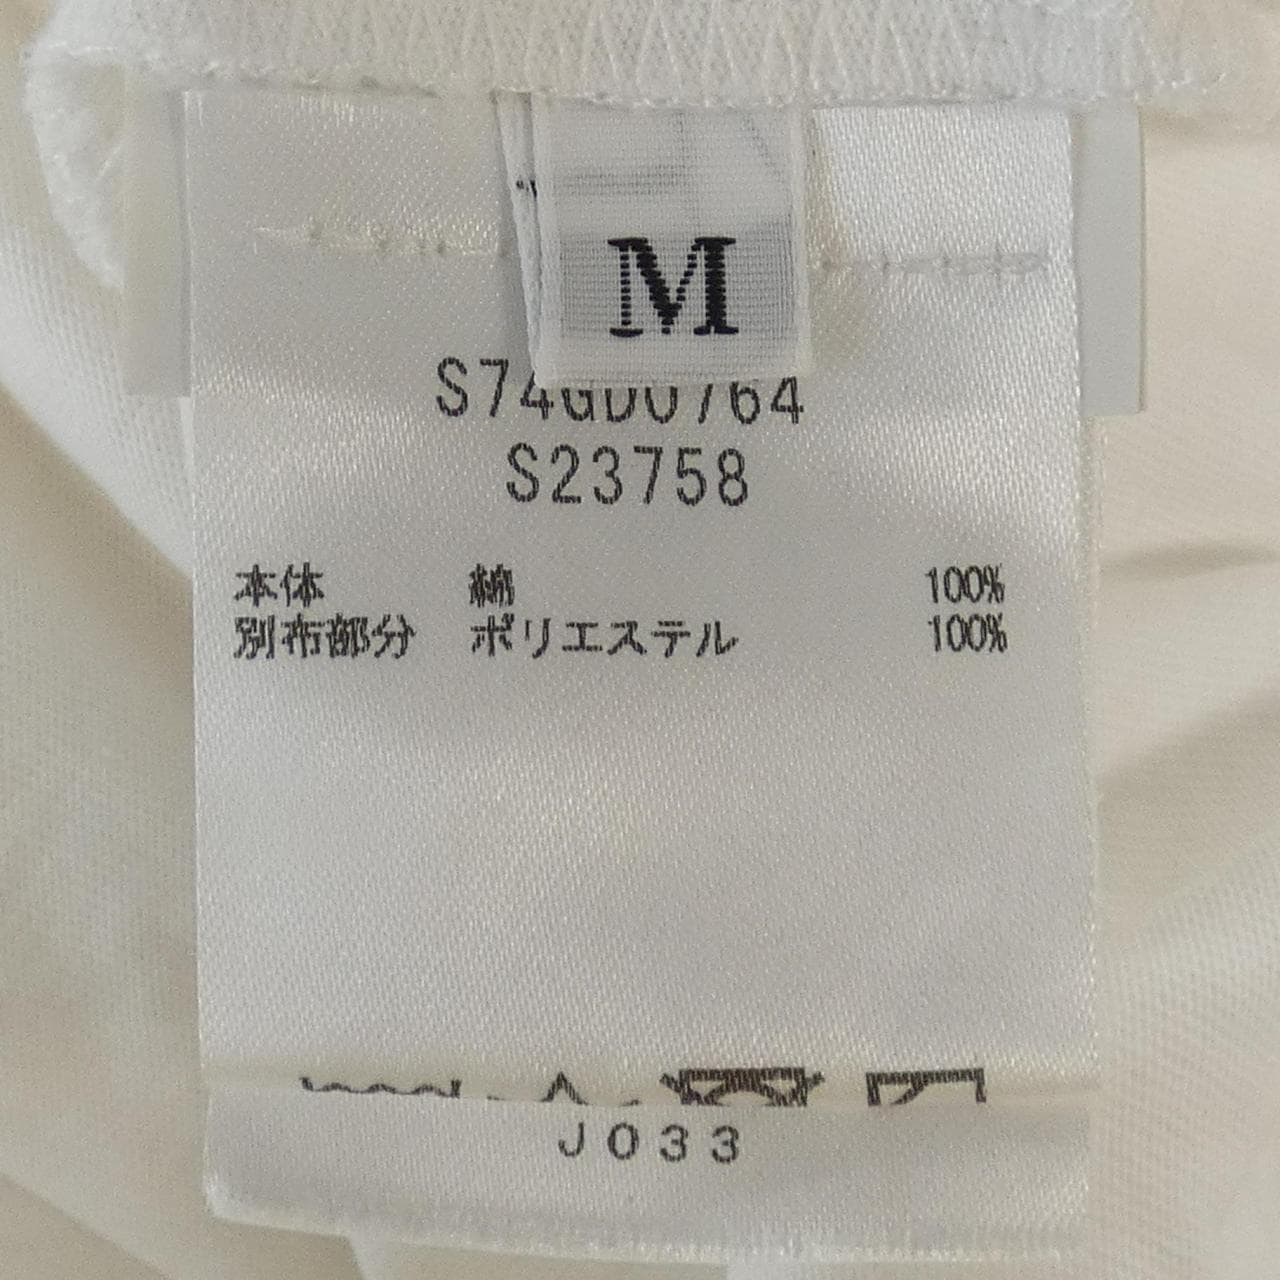 M
S74GD0764
S23758
本体 綿 100%
別布部分 ポリエステル 100%
J033